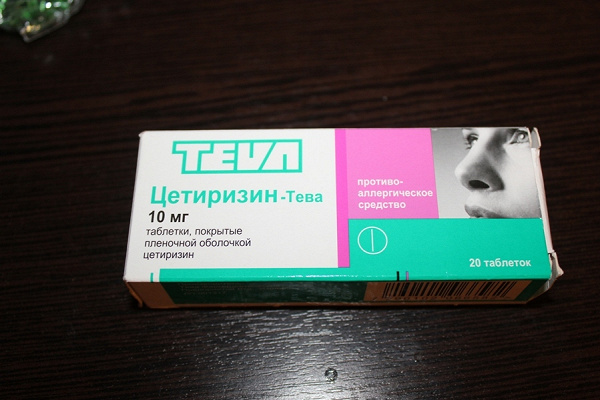 TEVA
Цетиризин-Тева
10 мг
таблетки, покрытые
пленочной оболочкой
цетиризин
противо-
аллергическое
средство
20 таблеток